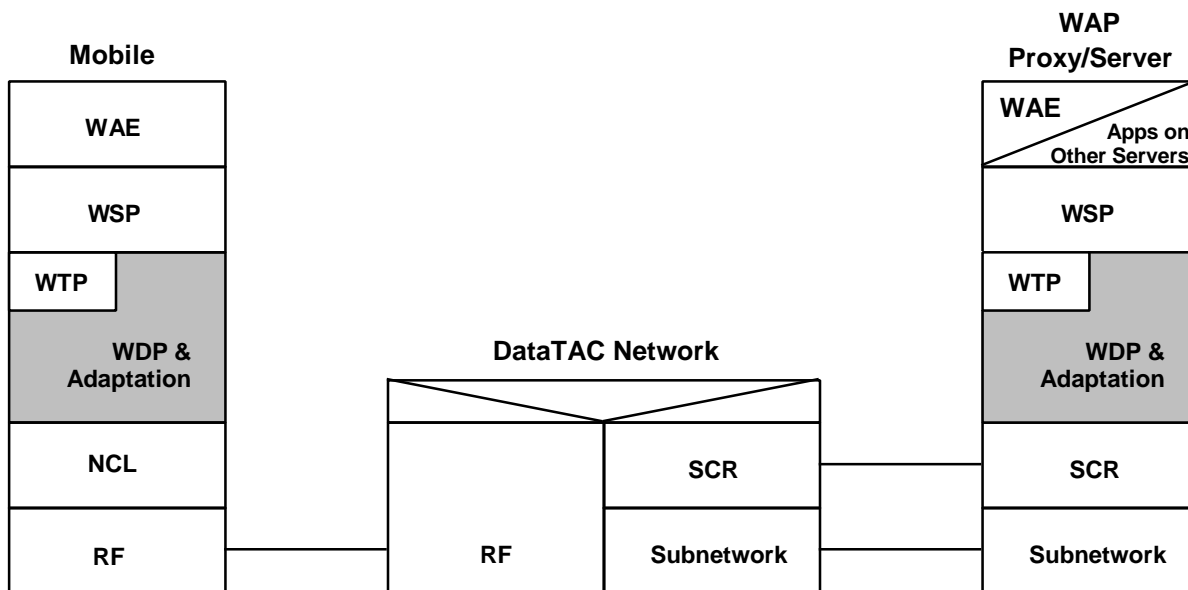 Mobile
WAE
WSP
WTP
WDP &
Adaptation
NCL
RF
DataTAC Network
RF
SCR
Subnetwork
WAP
Proxy/Server
WAE
Apps on
Other Servers
WSP
WTP
WDP &
Adaptation
SCR
Subnetwork